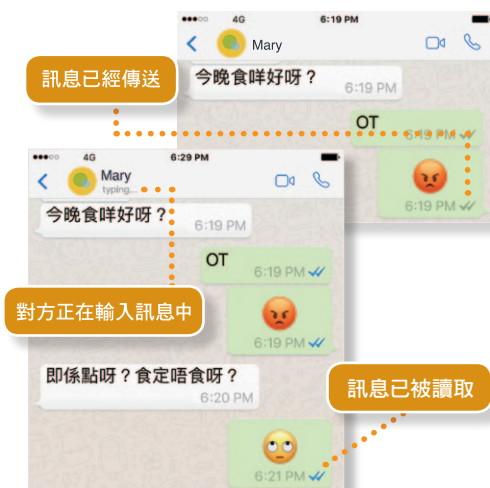 4G 6:19 PM
Mary
訊息已經傳送
今晚食咩好呀？
6:19 PM
OT
6:19 PM
6:19 PM
4G 6:29 PM
Mary
typing...
今晚食咩好呀？
6:19 PM
OT
6:19 PM
對方正在輸入訊息中
6:19 PM
即係點呀？食定唔食呀？
6:20 PM
訊息已被讀取
6:21 PM